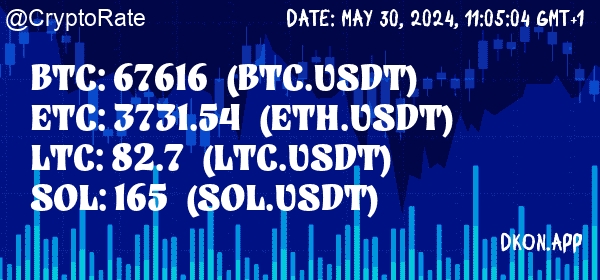 @CryptoRate
DATE: MAY 30, 2024, 11:05:04 GMT+1
BTC: 67616 (BTC.USDT)
ETC: 3731.54 (ETH.USDT)
LTC: 82.7 (LTC.USDT)
SOL: 165 (SOL.USDT)
DKON.APP